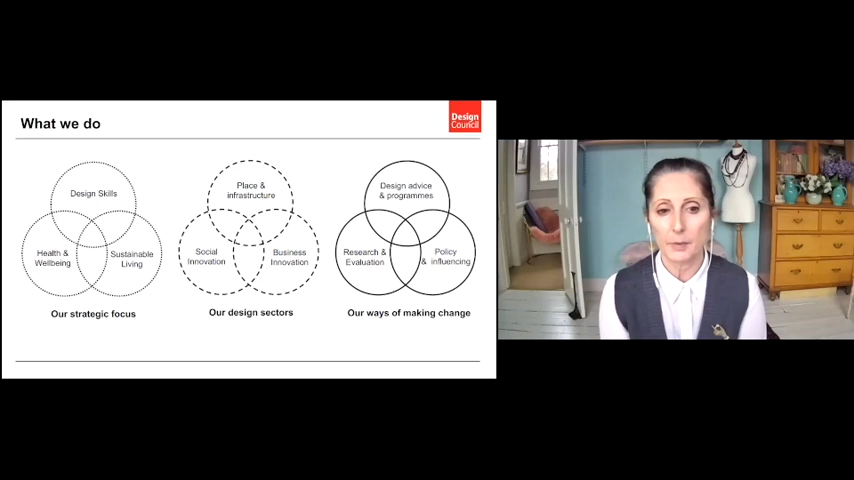 What we do
Design
Council
Design Skills
Health &
Wellbeing
Sustainable
Living
Our strategic focus
Place &
infrastructure
Social
Innovation
Business
Innovation
Our design sectors
Design advice
& programmes
Research &
Evaluation
Policy
& influencing
Our ways of making change